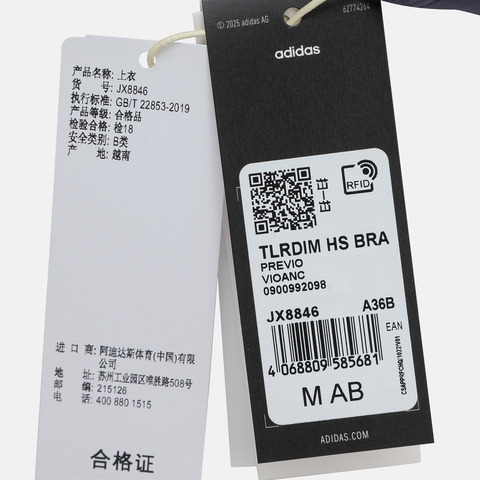 产品名称: 上衣
货 号: JX8846
执行标准: GB/T 22853-2019
产品等级: 合格品
检验合格: 检18
安全类别: B类
产 地: 越南
进 口 商: 阿迪达斯体育(中国)有限
公司
地 址: 苏州工业园区唯胜路508号
邮 编: 215126
电 话: 400 880 1515
合格证
© 2025 adidas AG
62774264
adidas
RFID
TLRDIM HS BRA
PREVIO
VIOANC
0900992098
JX8846 A36B
EAN
4 068809 585681
M AB
ADIDAS.COM